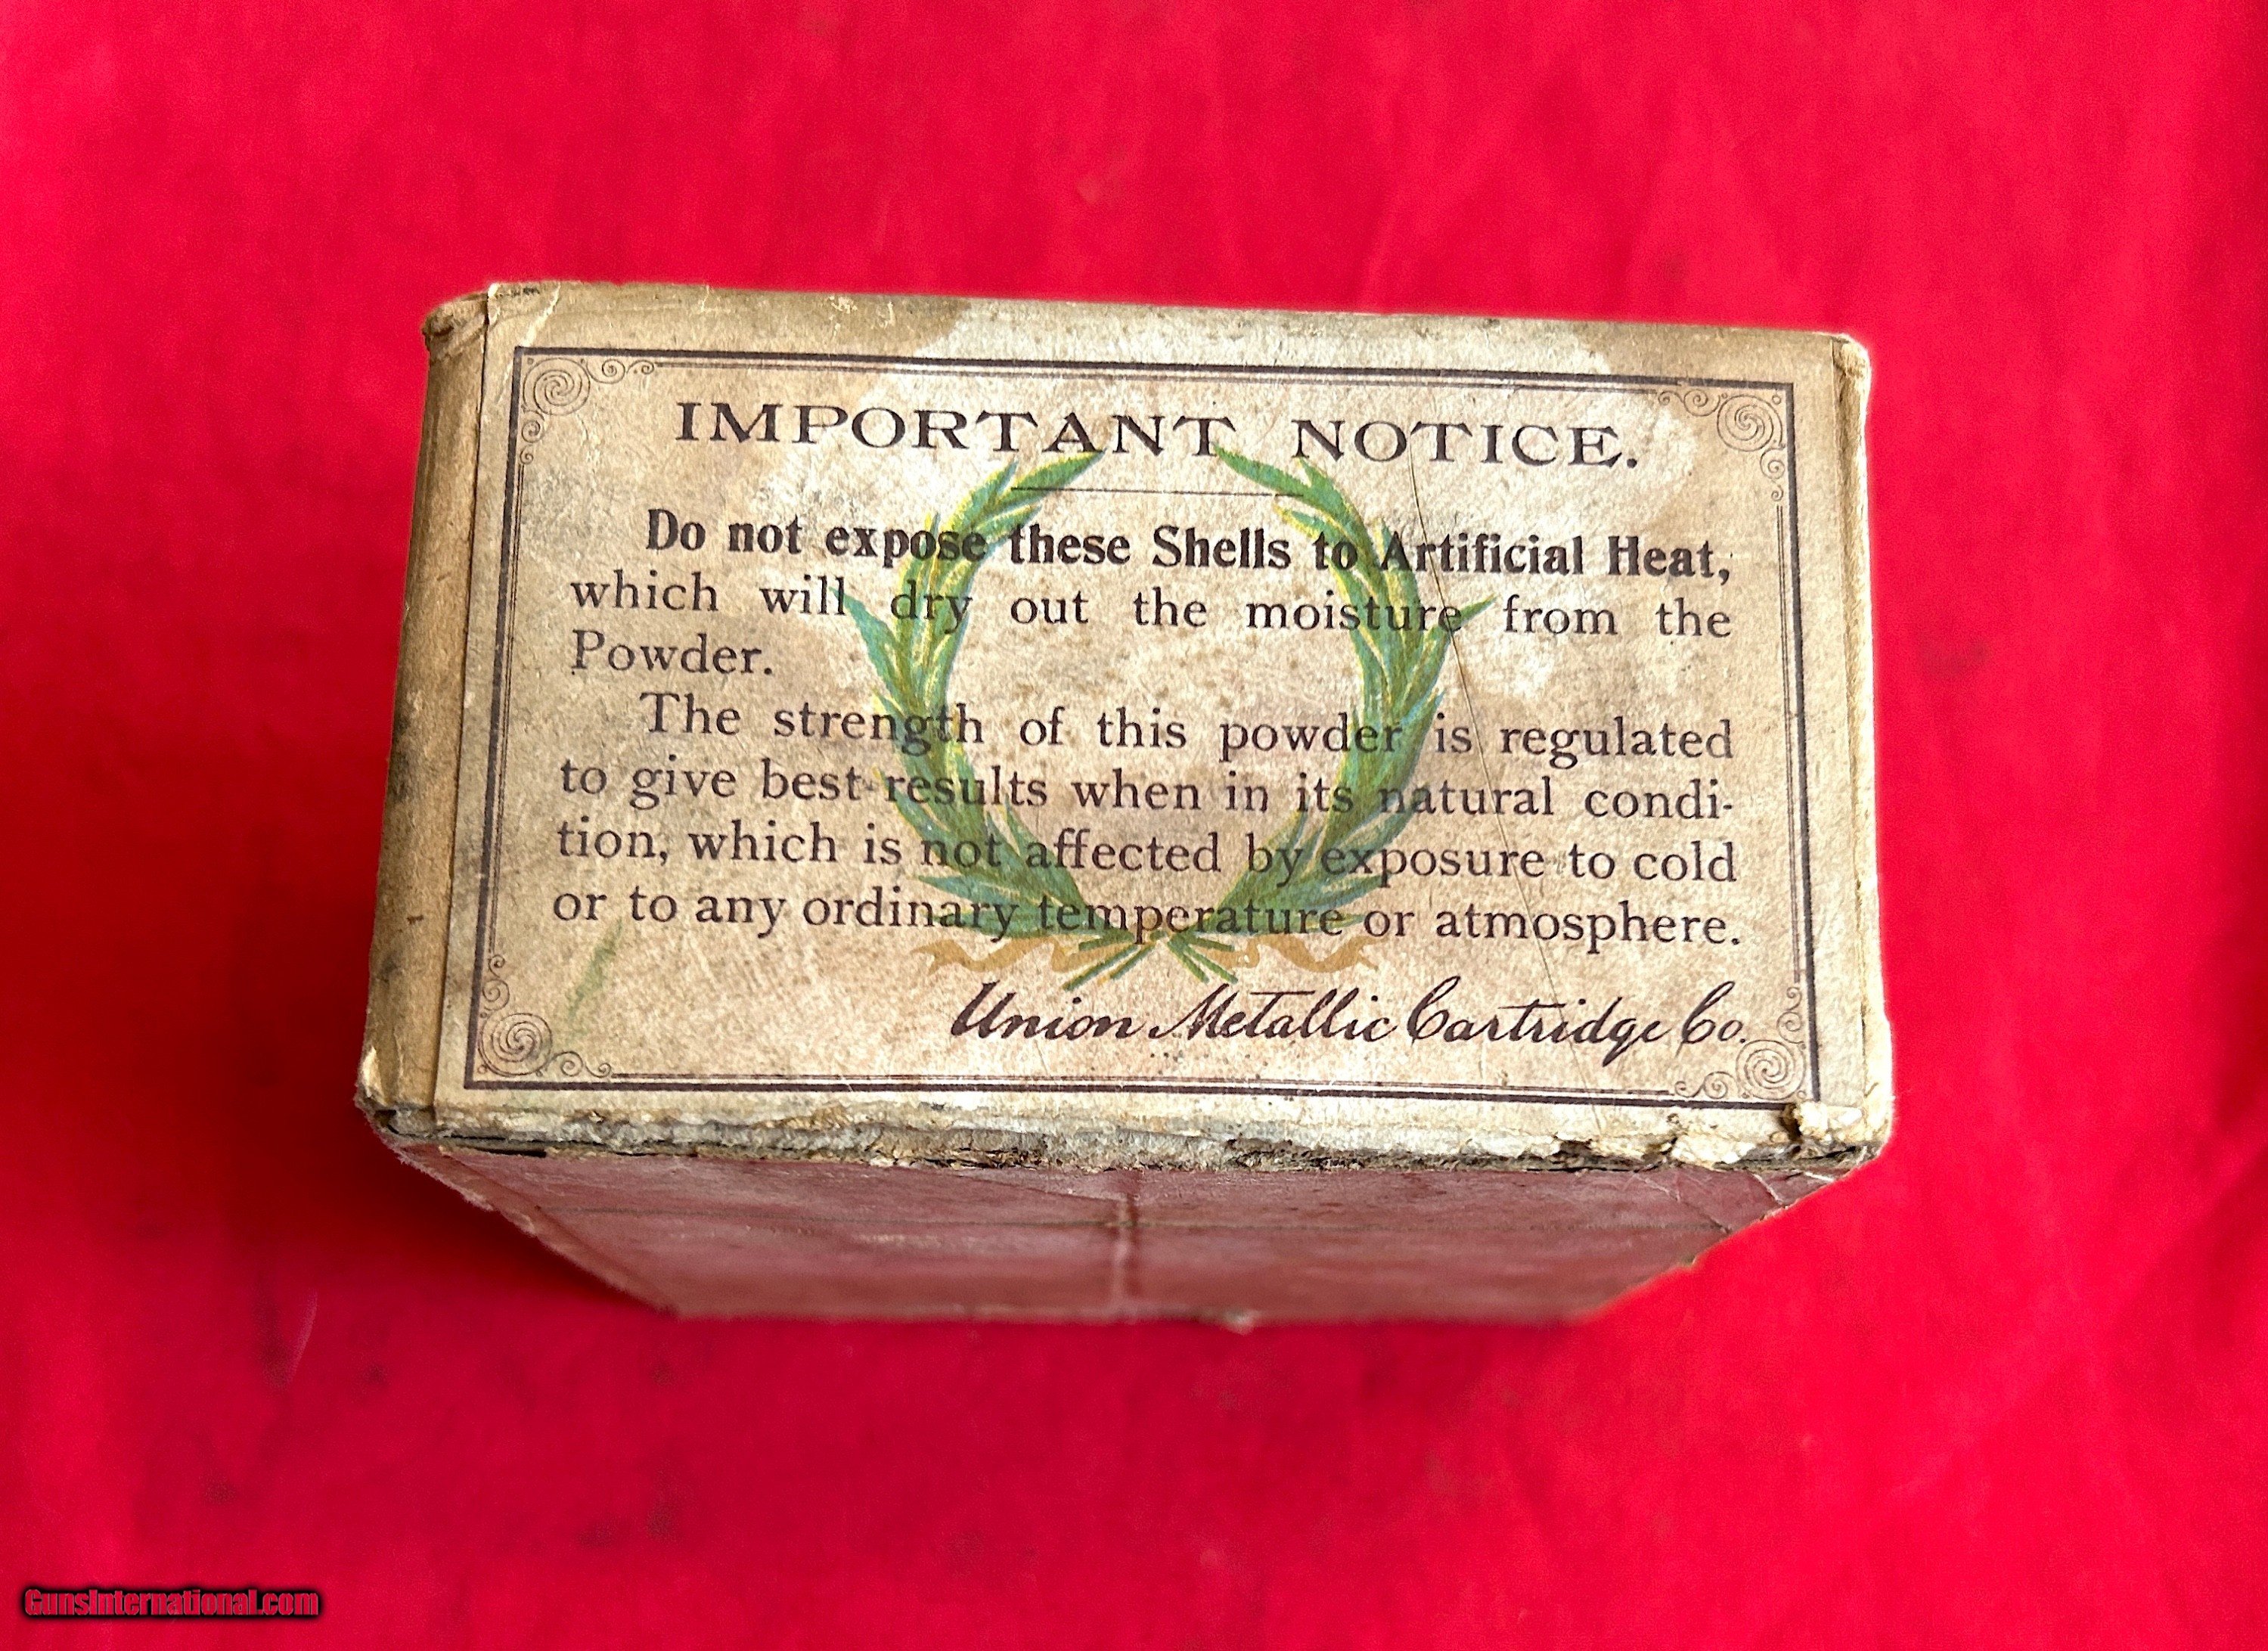 IMPORTANT NOTICE.
Do not expose these Shells to Artificial Heat,
which will dry out the moisture from the
Powder.
The strength of this powder is regulated
to give best results when in its natural condi-
tion, which is not affected by exposure to cold
or to any ordinary temperature or atmosphere.
Union Metallic Cartridge Co.
GunsInternational.com